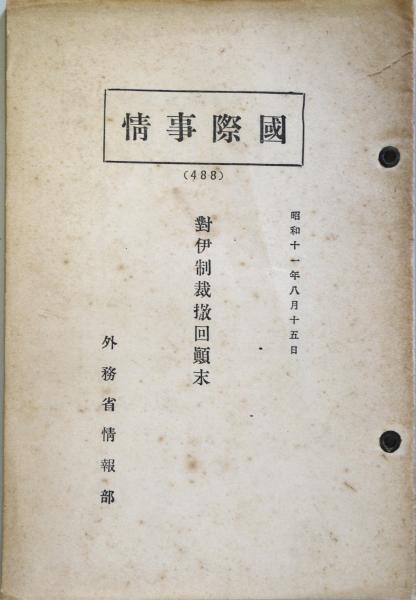 國際事情
(488)
昭和十一年八月十五日
對伊制裁撤回顚末
外務省情報部